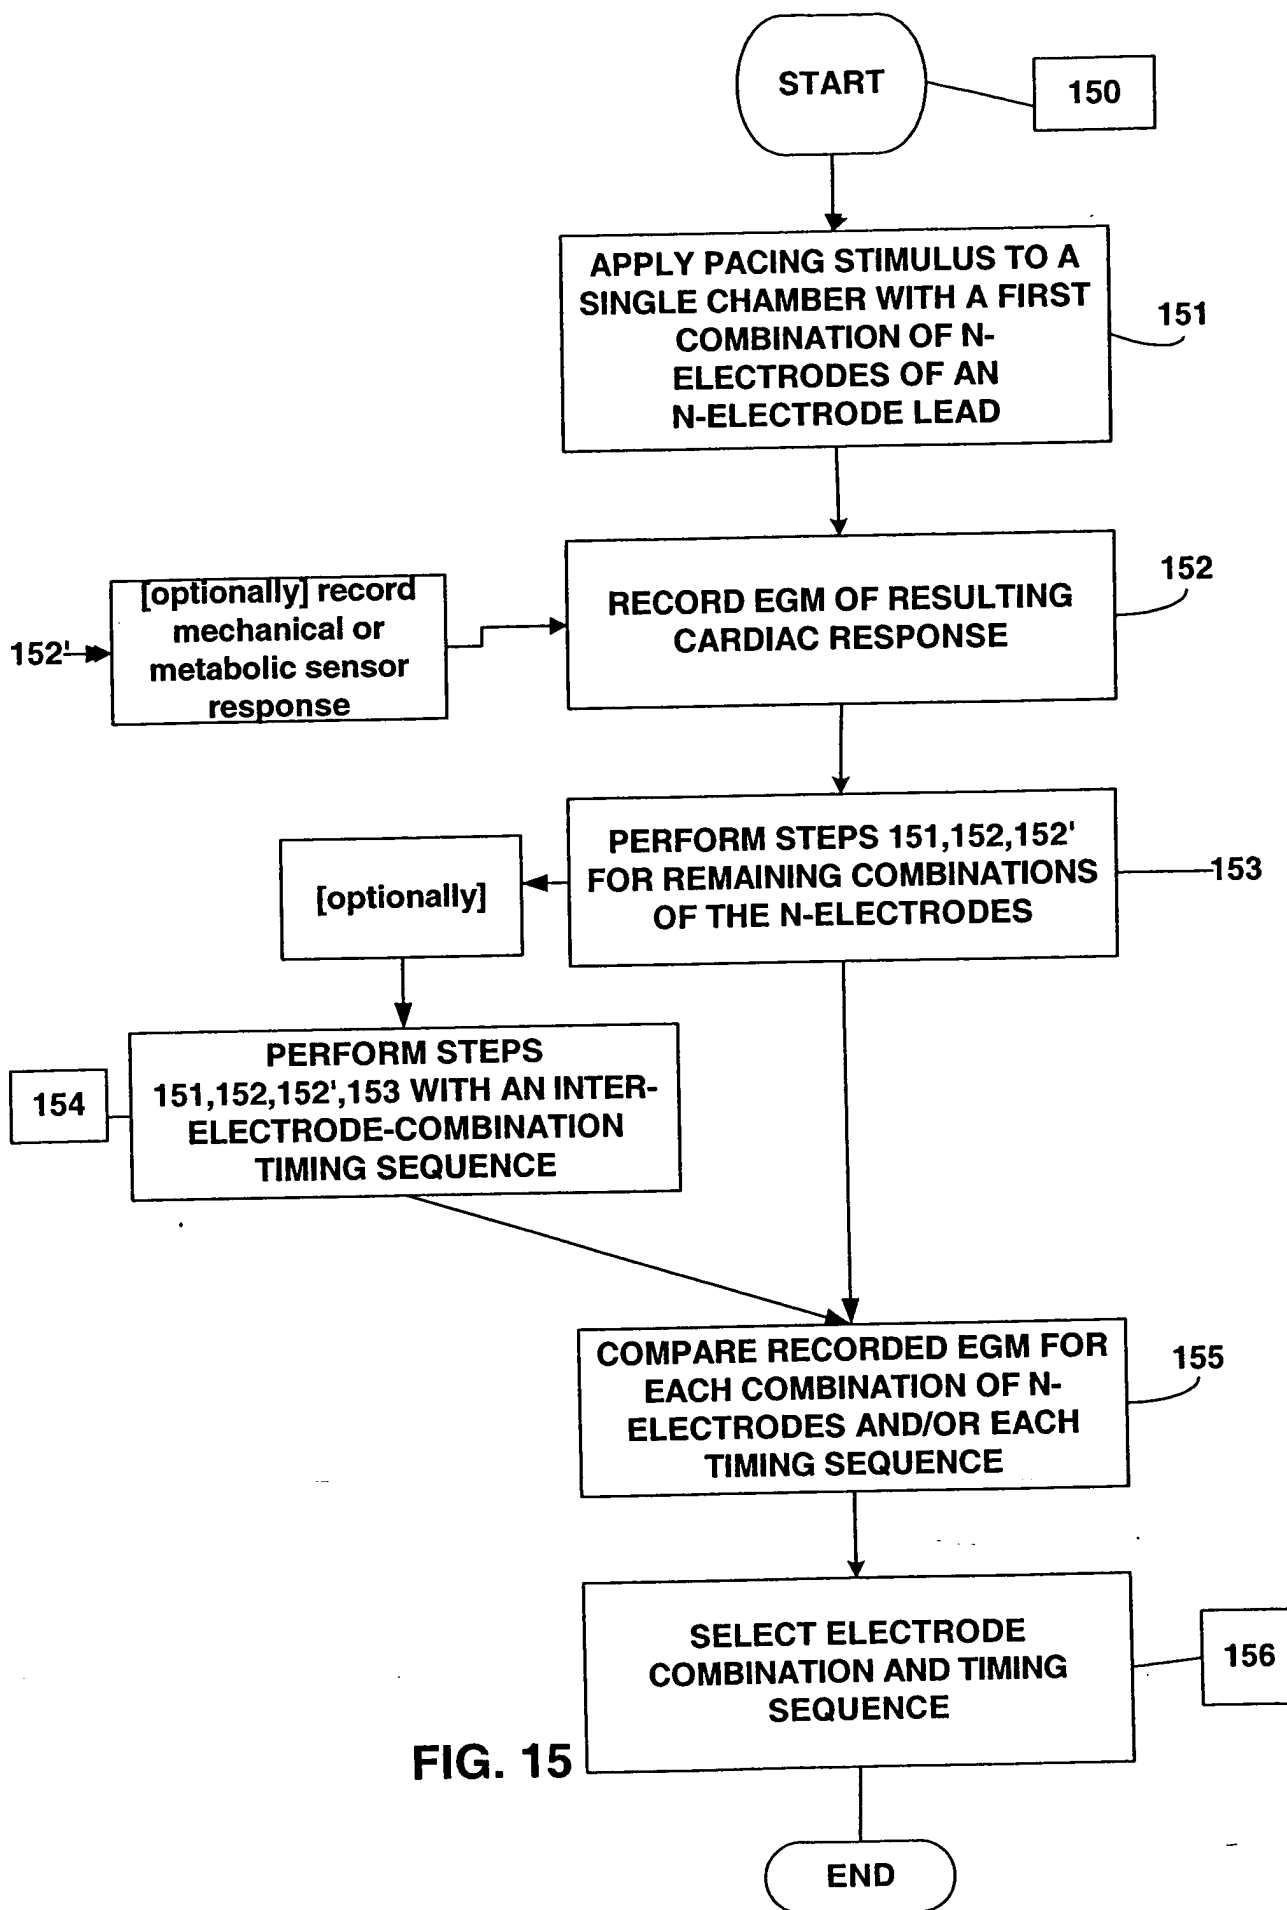 START
150
APPLY PACING STIMULUS TO A
SINGLE CHAMBER WITH A FIRST
COMBINATION OF N-
ELECTRODES OF AN
N-ELECTRODE LEAD
151
RECORD EGM OF RESULTING
CARDIAC RESPONSE
152
[optionally] record
mechanical or
metabolic sensor
response
152'
PERFORM STEPS 151,152,152'
FOR REMAINING COMBINATIONS
OF THE N-ELECTRODES
153
[optionally]
PERFORM STEPS
151,152,152',153 WITH AN INTER-
ELECTRODE-COMBINATION
TIMING SEQUENCE
154
COMPARE RECORDED EGM FOR
EACH COMBINATION OF N-
ELECTRODES AND/OR EACH
TIMING SEQUENCE
155
SELECT ELECTRODE
COMBINATION AND TIMING
SEQUENCE
156
FIG. 15
END